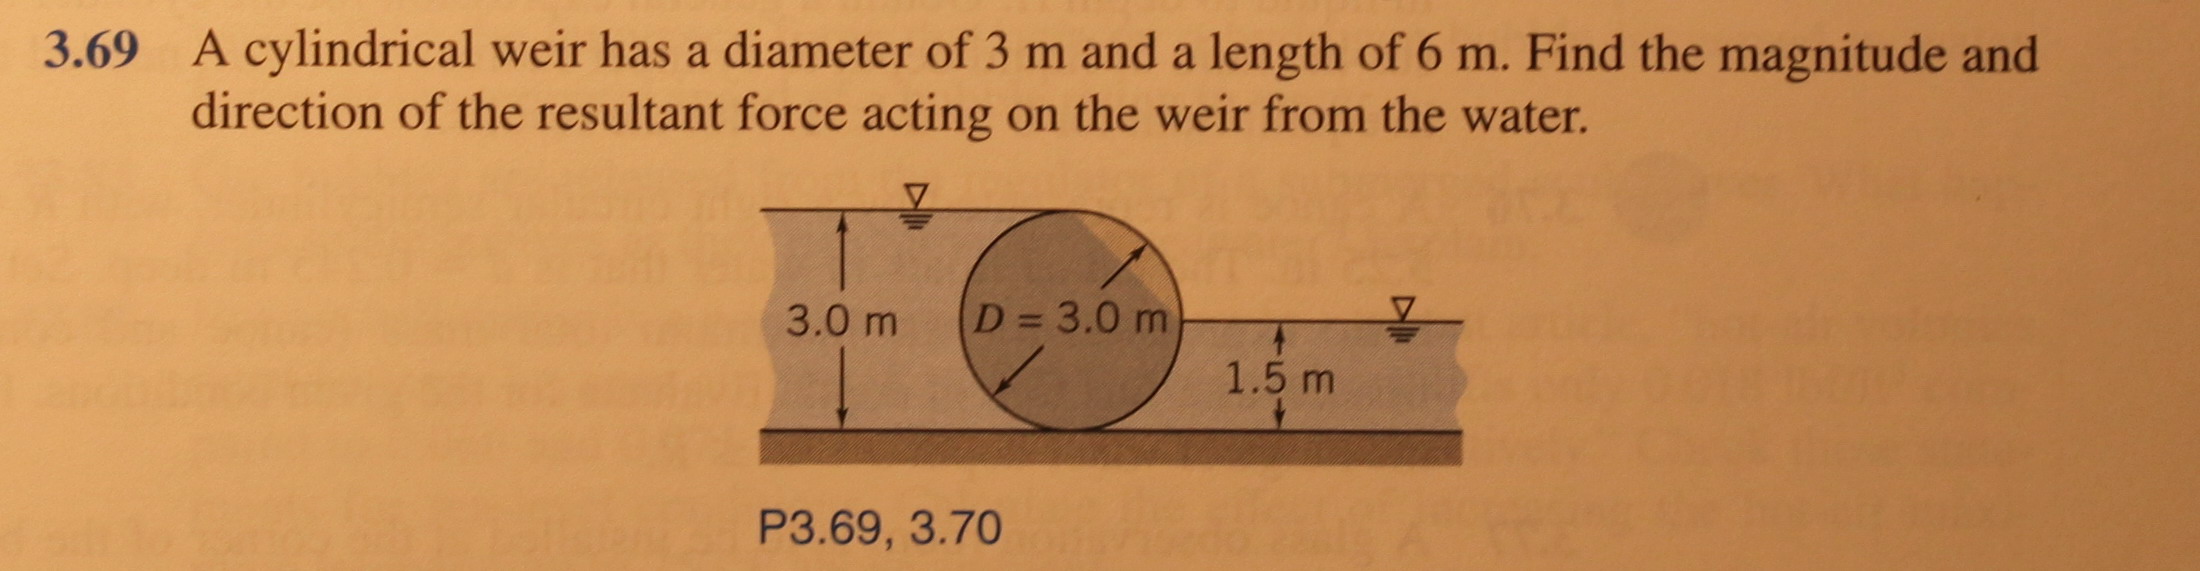 3.69 A cylindrical weir has a diameter of 3 m and a length of 6 m. Find the magnitude and
direction of the resultant force acting on the weir from the water.
3.0 m
D = 3.0 m
1.5 m
P3.69, 3.70